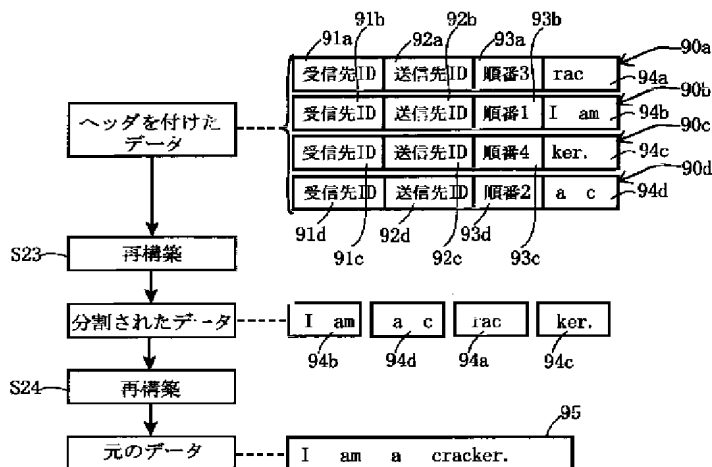 91a 91b 92a 92b 93a 93b 90a
受信先ID 送信先ID 順番3 rac 94a
90b
受信先ID 送信先ID 順番1 I am 94b
90c
受信先ID 送信先ID 順番4 ker. 94c
90d
受信先ID 送信先ID 順番2 a c 94d
91d 91c 92d 92c 93d 93c
ヘッダを付けた
データ
S23 再構築
分割されたデータ I am a c rac ker.
94b 94d 94a 94c
S24 再構築
95
元のデータ I am a cracker.